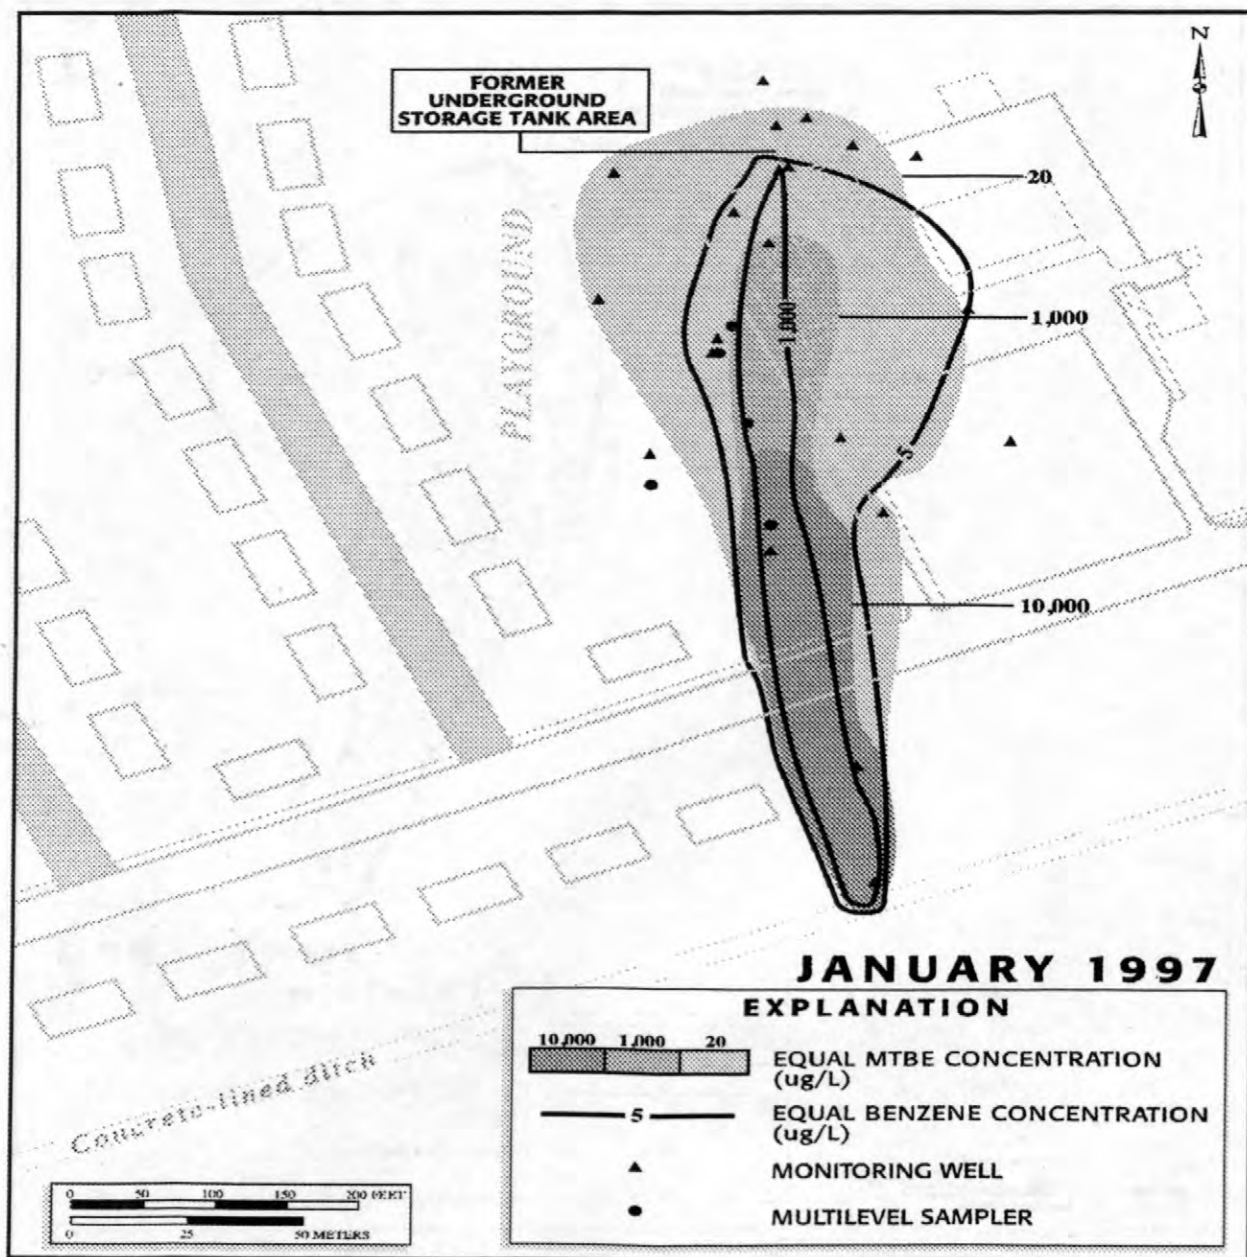 N
FORMER
UNDERGROUND
STORAGE TANK AREA
20
PLAYGROUND
1,000
1,000
5
10,000
JANUARY 1997
EXPLANATION
10,000 1,000 20
EQUAL MTBE CONCENTRATION
(ug/L)
5
EQUAL BENZENE CONCENTRATION
(ug/L)
MONITORING WELL
MULTILEVEL SAMPLER
Concrete-lined ditch
0 50 100 150 200 FEET
0 25 50 METERS